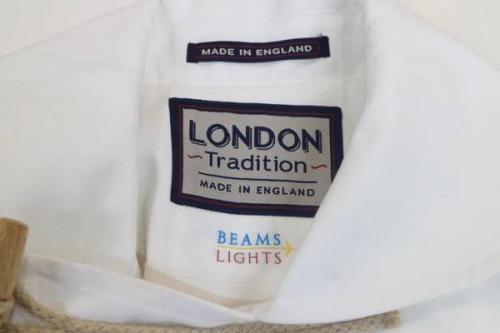 MADE IN ENGLAND
LONDON
~Tradition~
MADE IN ENGLAND
BEAMS
LIGHTS